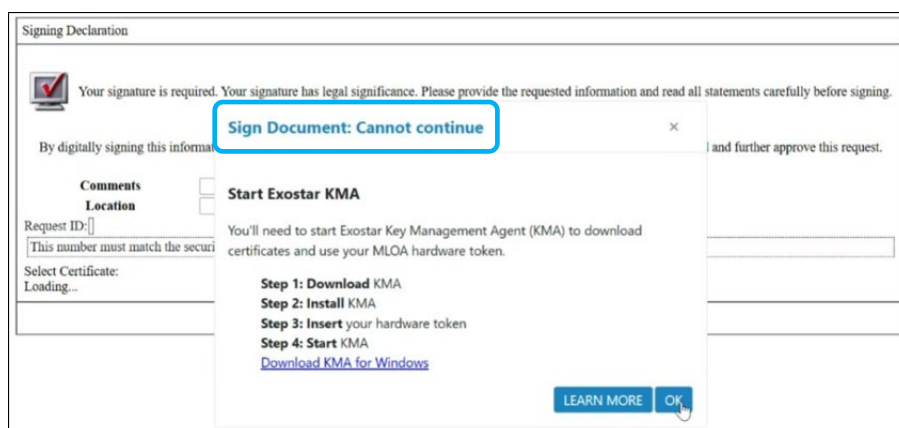 Signing Declaration
Your signature is required. Your signature has legal significance. Please provide the requested information and read all statements carefully before signing.
Sign Document: Cannot continue
×
By digitally signing this informat
and further approve this request.
Comments
Start Exostar KMA
Location
Request ID:
You'll need to start Exostar Key Management Agent (KMA) to download
This number must match the securi
certificates and use your MLOA hardware token.
Select Certificate:
Loading...
Step 1: Download KMA
Step 2: Install KMA
Step 3: Insert your hardware token
Step 4: Start KMA
Download KMA for Windows
LEARN MORE
OK